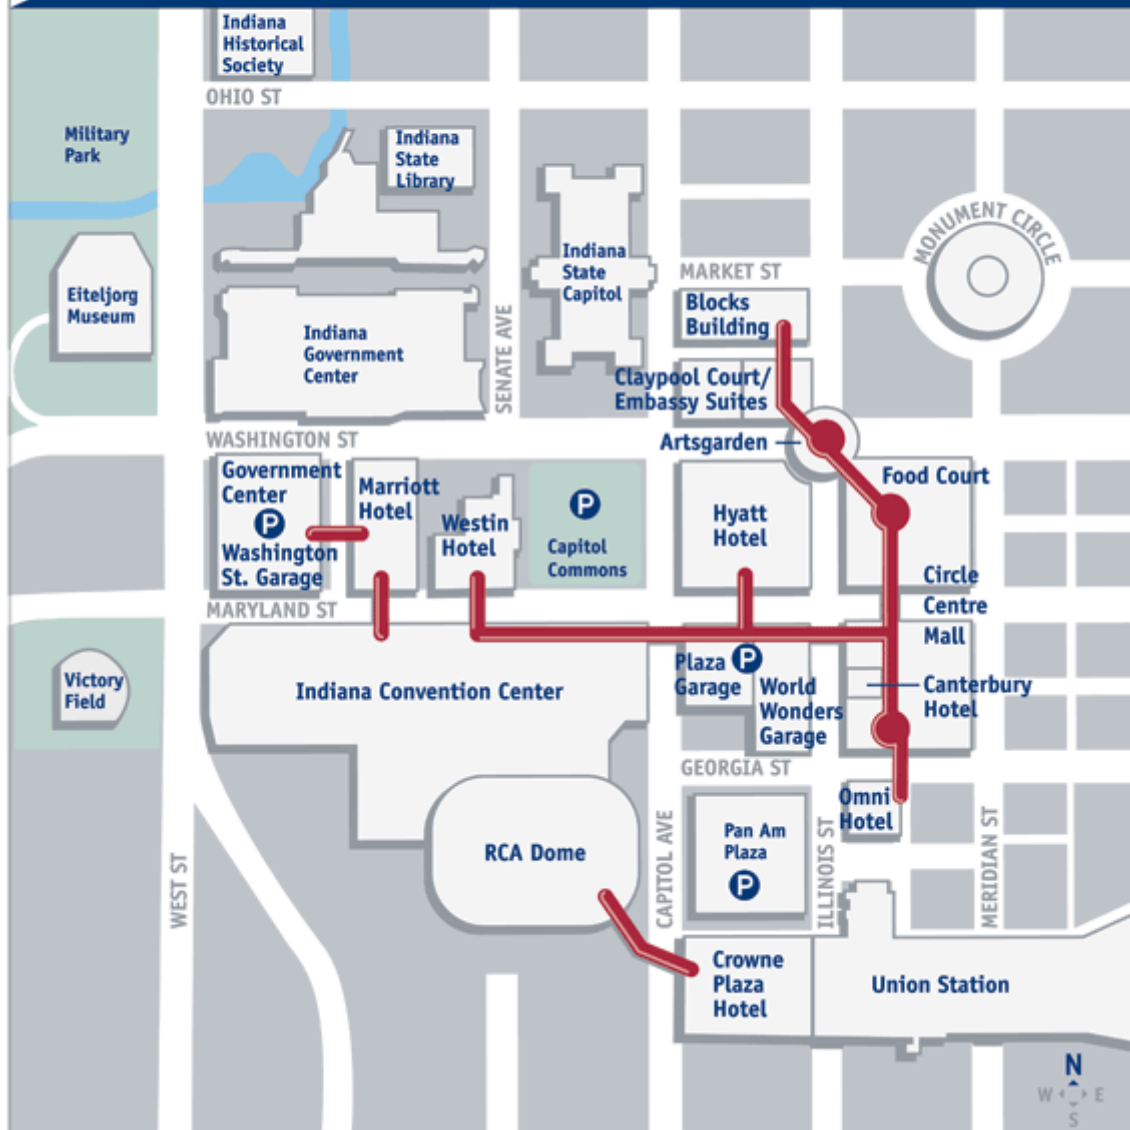 Indiana
Historical
Society
OHIO ST
Military
Park
Indiana
State
Library
MONUMENT CIRCLE
Indiana
State
Capitol
MARKET ST
Eiteljorg
Museum
Blocks
Building
Indiana
Government
Center
SENATE AVE
Claypool Court/
Embassy Suites
WASHINGTON ST
Artsgarden
Government
Center
P
Washington
St. Garage
Marriott
Hotel
Westin
Hotel
P
Capitol
Commons
Hyatt
Hotel
Food Court
Circle
Centre
Mall
MARYLAND ST
Victory
Field
Indiana Convention Center
Plaza
Garage
P
World
Wonders
Garage
Canterbury
Hotel
GEORGIA ST
Omni
Hotel
RCA Dome
CAPITOL AVE
Pan Am
Plaza
P
ILLINOIS ST
MERIDIAN ST
WEST ST
Crowne
Plaza
Hotel
Union Station
N
W E
S